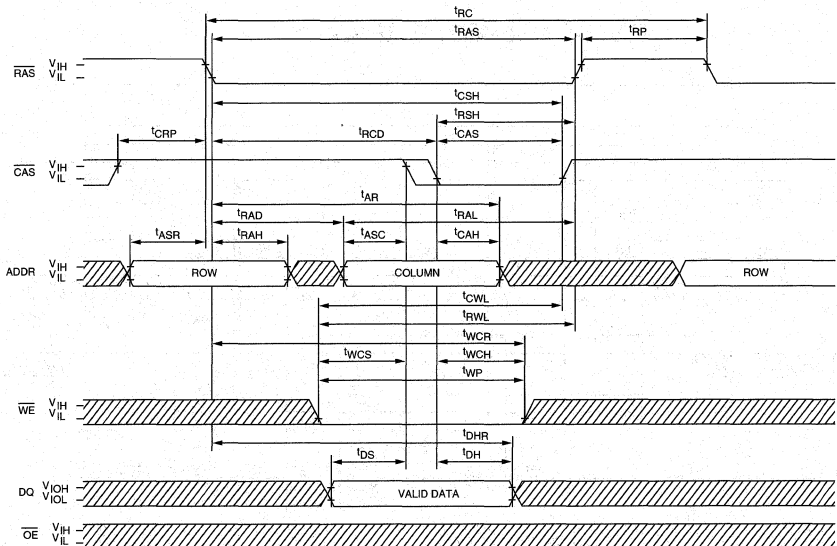 tRC
tRAS
tRP
RAS VIH
VIL
tCSH
tRSH
tCRP
tRCD
tCAS
CAS VIH
VIL
tAR
tRAD
tRAL
tASR
tRAH
tASC
tCAH
ADDR VIH
VIL
ROW
COLUMN
ROW
tCWL
tRWL
tWCR
tWCS
tWCH
tWP
WE VIH
VIL
tDHR
tDS
tDH
DQ VIOH
VIOL
VALID DATA
OE VIH
VIL